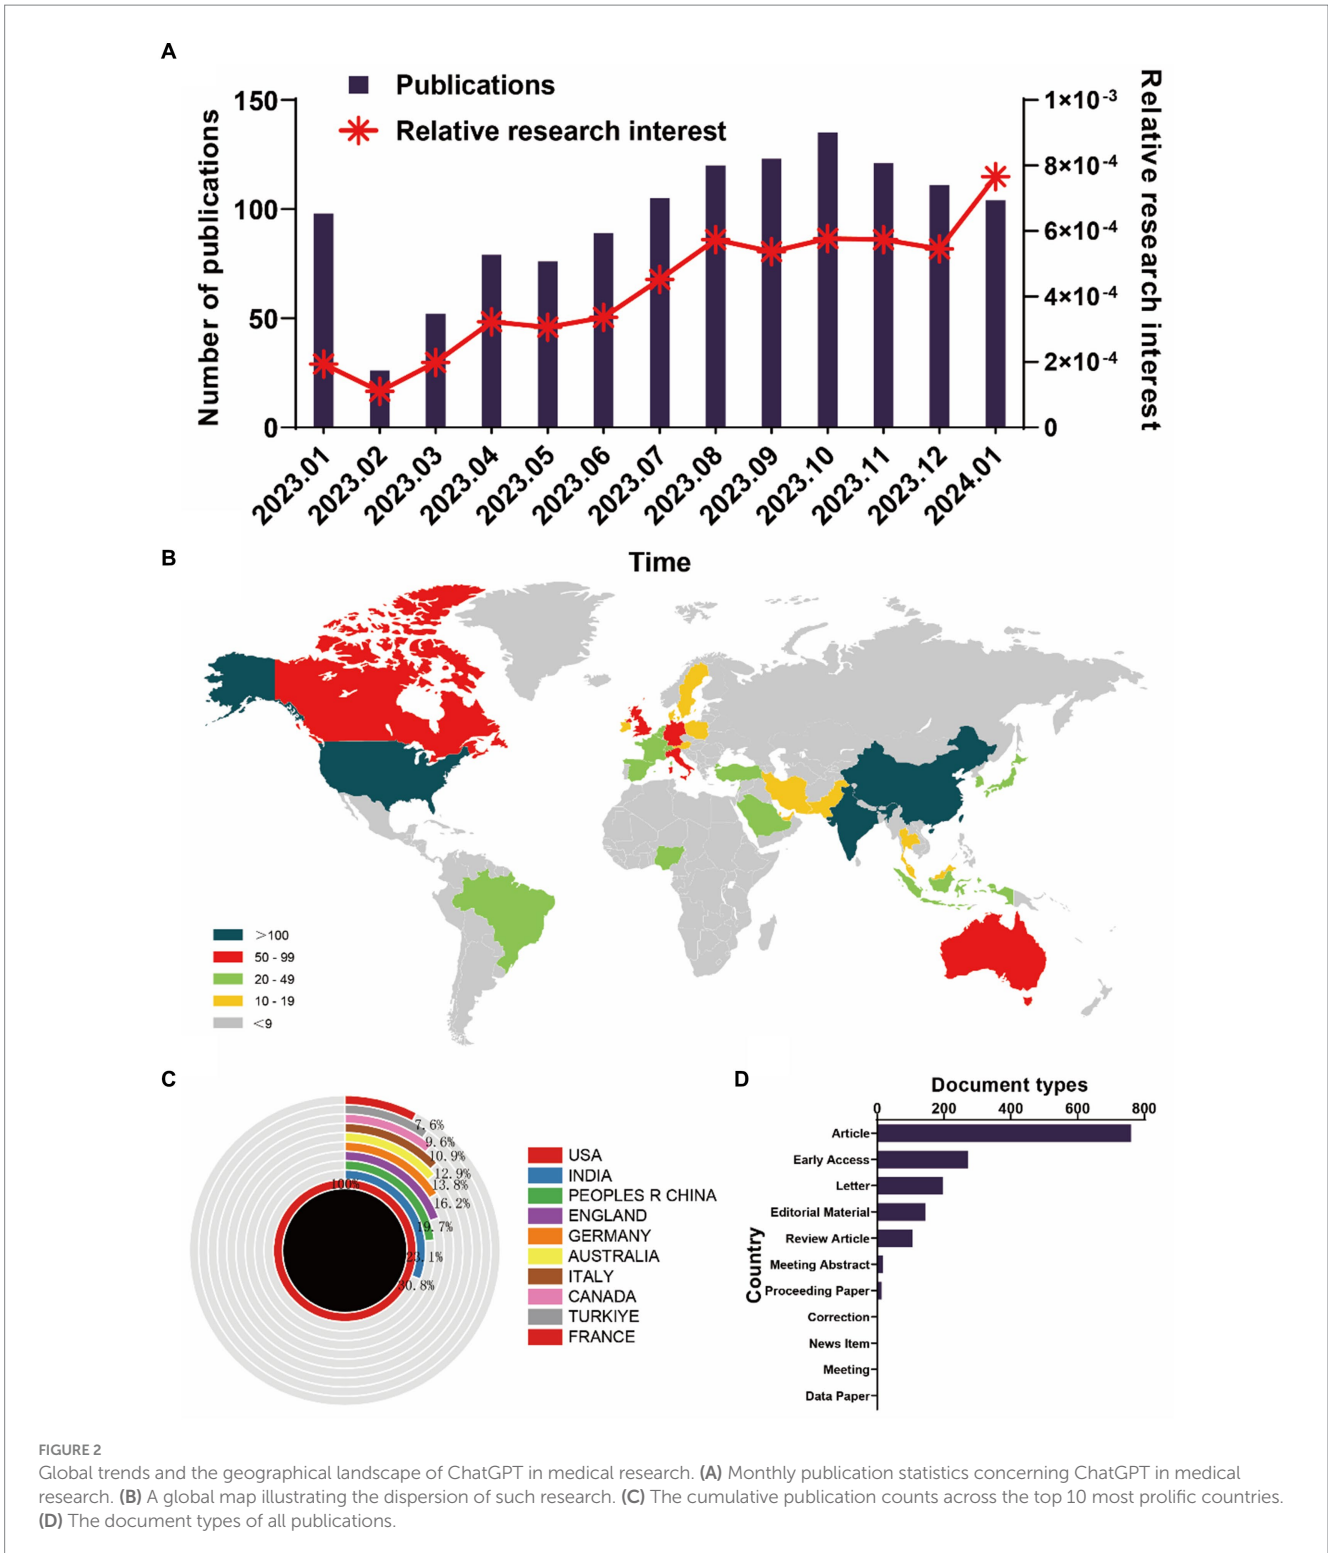 A
Publications
Relative research interest
Number of publications
150
100
50
0
1×10-3
8×10-4
6×10-4
4×10-4
2×10-4
0
Relative research interest
2023.01
2023.02
2023.03
2023.04
2023.05
2023.06
2023.07
2023.08
2023.09
2023.10
2023.11
2023.12
2024.01
Time
B
>100
50 - 99
20 - 49
10 - 19
<9
C
7.6%
9.6%
10.9%
12.9%
13.8%
16.2%
19.7%
23.1%
30.8%
100%
USA
INDIA
PEOPLES R CHINA
ENGLAND
GERMANY
AUSTRALIA
ITALY
CANADA
TURKIYE
FRANCE
D
Document types
0 200 400 600 800
Country
Article
Early Access
Letter
Editorial Material
Review Article
Meeting Abstract
Proceeding Paper
Correction
News Item
Meeting
Data Paper
FIGURE 2
Global trends and the geographical landscape of ChatGPT in medical research. (A) Monthly publication statistics concerning ChatGPT in medical
research. (B) A global map illustrating the dispersion of such research. (C) The cumulative publication counts across the top 10 most prolific countries.
(D) The document types of all publications.